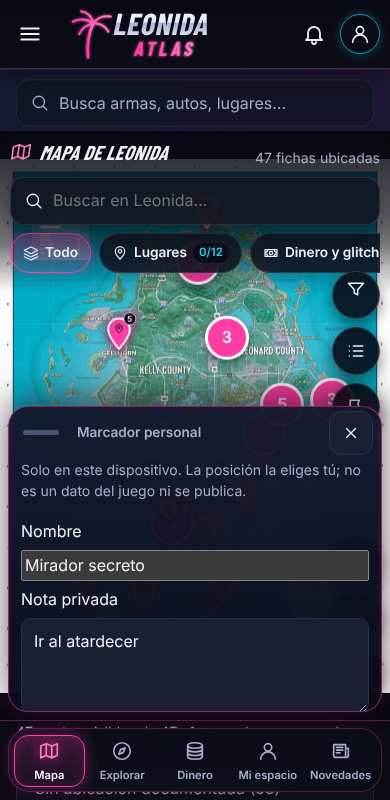 LEONIDA
ATLAS
Busca armas, autos, lugares...
MAPA DE LEONIDA
47 fichas ubicadas
Buscar en Leonida...
Todo
Lugares 0/12
Dinero y glitch
5
3
GELLHORN
LEONARD COUNTY
KELLY COUNTY
5
3
Marcador personal
Solo en este dispositivo. La posición la eliges tú; no
es un dato del juego ni se publica.
Nombre
Mirador secreto
Nota privada
Ir al atardecer
Mapa
Explorar
Dinero
Mi espacio
Novedades